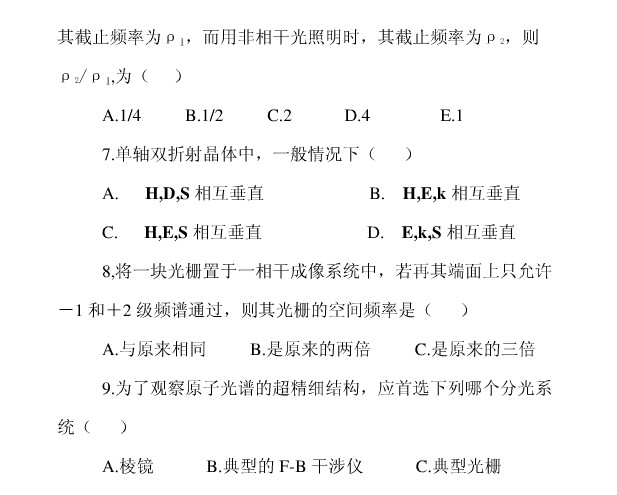 其截止频率为ρ₁，而用非相干光照明时，其截止频率为ρ₂，则
ρ₂/ρ₁,为（ ）
A.1/4 B.1/2 C.2 D.4 E.1
7.单轴双折射晶体中，一般情况下（ ）
A. H,D,S 相互垂直 B. H,E,k 相互垂直
C. H,E,S 相互垂直 D. E,k,S 相互垂直
8,将一块光栅置于一相干成像系统中，若再其端面上只允许
－1 和＋2 级频谱通过，则其光栅的空间频率是（ ）
A.与原来相同 B.是原来的两倍 C.是原来的三倍
9.为了观察原子光谱的超精细结构，应首选下列哪个分光系
统（ ）
A.棱镜 B.典型的 F-B 干涉仪 C.典型光栅